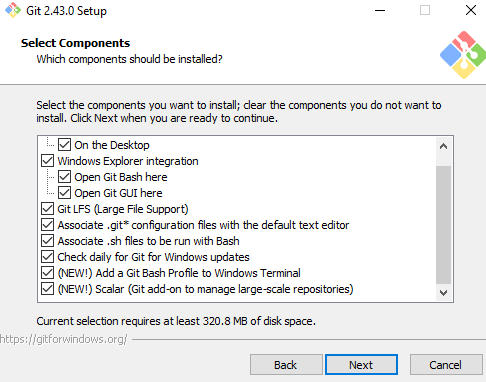 Git 2.43.0 Setup
Select Components
Which components should be installed?
Select the components you want to install; clear the components you do not want to
install. Click Next when you are ready to continue.
On the Desktop
Windows Explorer integration
Open Git Bash here
Open Git GUI here
Git LFS (Large File Support)
Associate .git* configuration files with the default text editor
Associate .sh files to be run with Bash
Check daily for Git for Windows updates
(NEW!) Add a Git Bash Profile to Windows Terminal
(NEW!) Scalar (Git add-on to manage large-scale repositories)
Current selection requires at least 320.8 MB of disk space.
https://gitforwindows.org/
Back Next Cancel